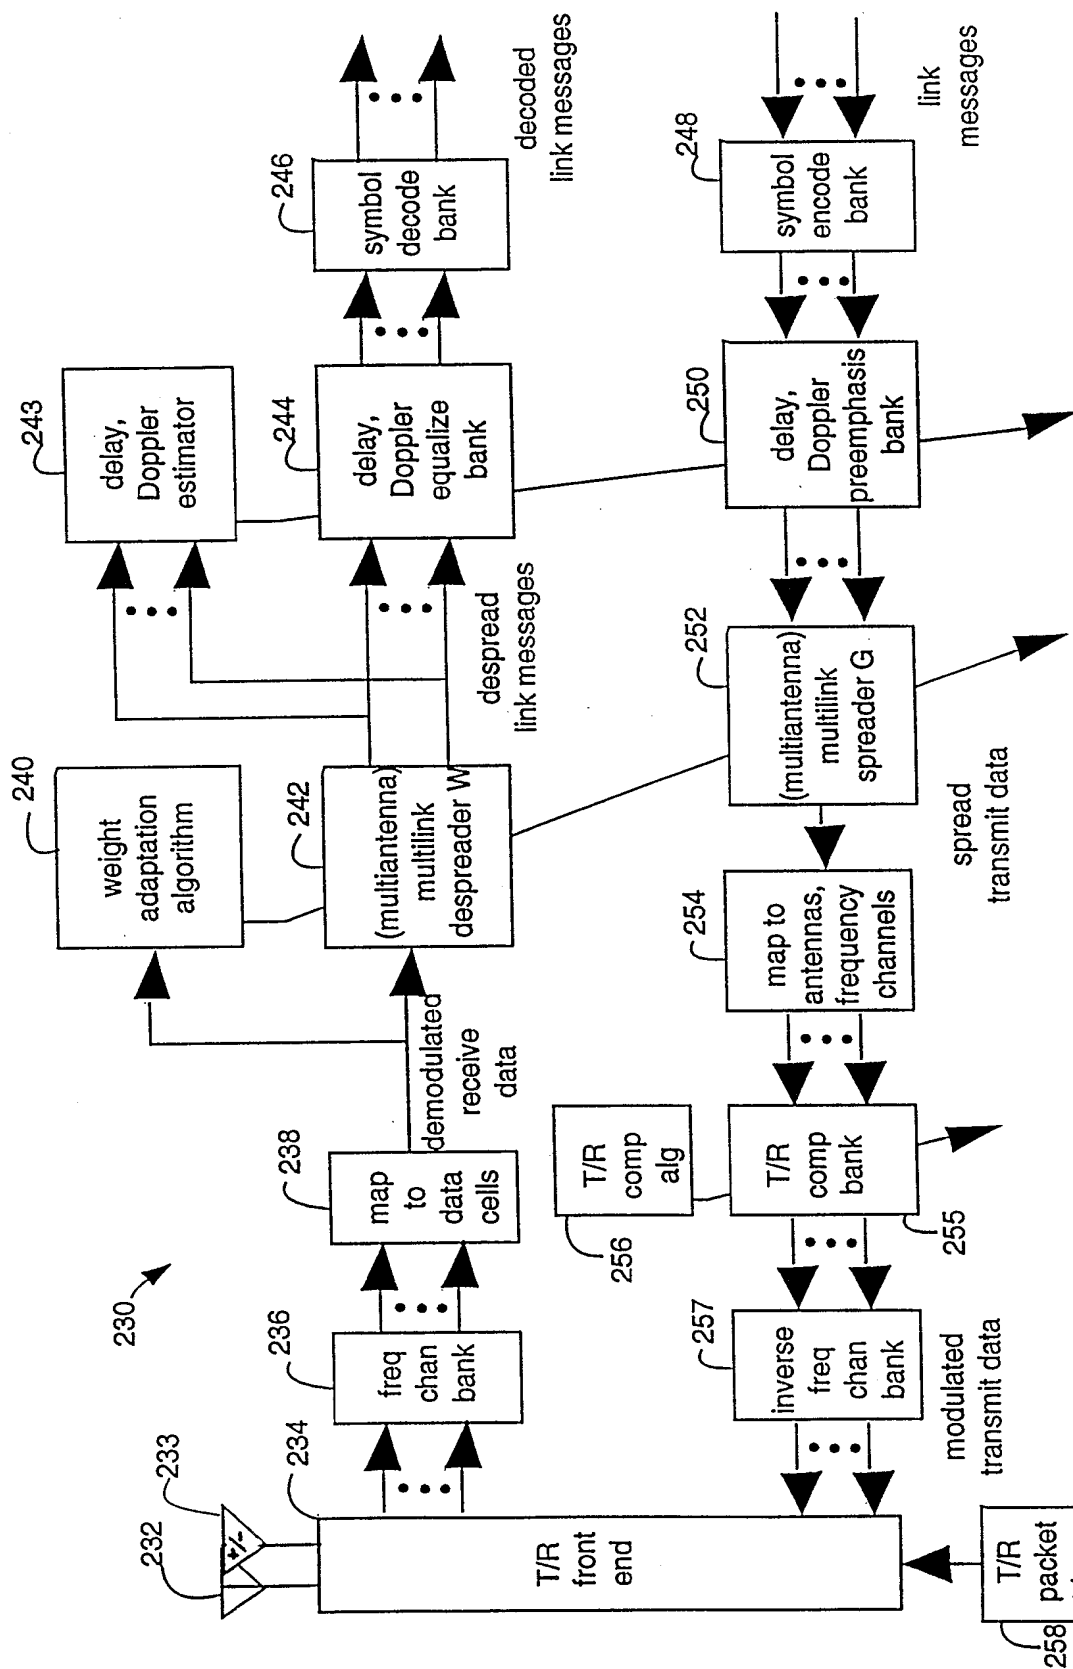 230
232
233
+/-
234
T/R
front
end
236
freq
chan
bank
238
map
to
data
cells
demodulated
receive
data
240
weight
adaptation
algorithm
242
(multiantenna)
multilink
despreader W
despread
link messages
243
delay,
Doppler
estimator
244
delay,
Doppler
equalize
bank
246
symbol
decode
bank
decoded
link messages
link
messages
248
symbol
encode
bank
250
delay,
Doppler
preemphasis
bank
252
(multiantenna)
multilink
spreader G
spread
transmit data
254
map to
antennas,
frequency
channels
255
T/R
comp
bank
256
T/R
comp
alg
257
inverse
freq
chan
bank
modulated
transmit data
258
T/R
packet